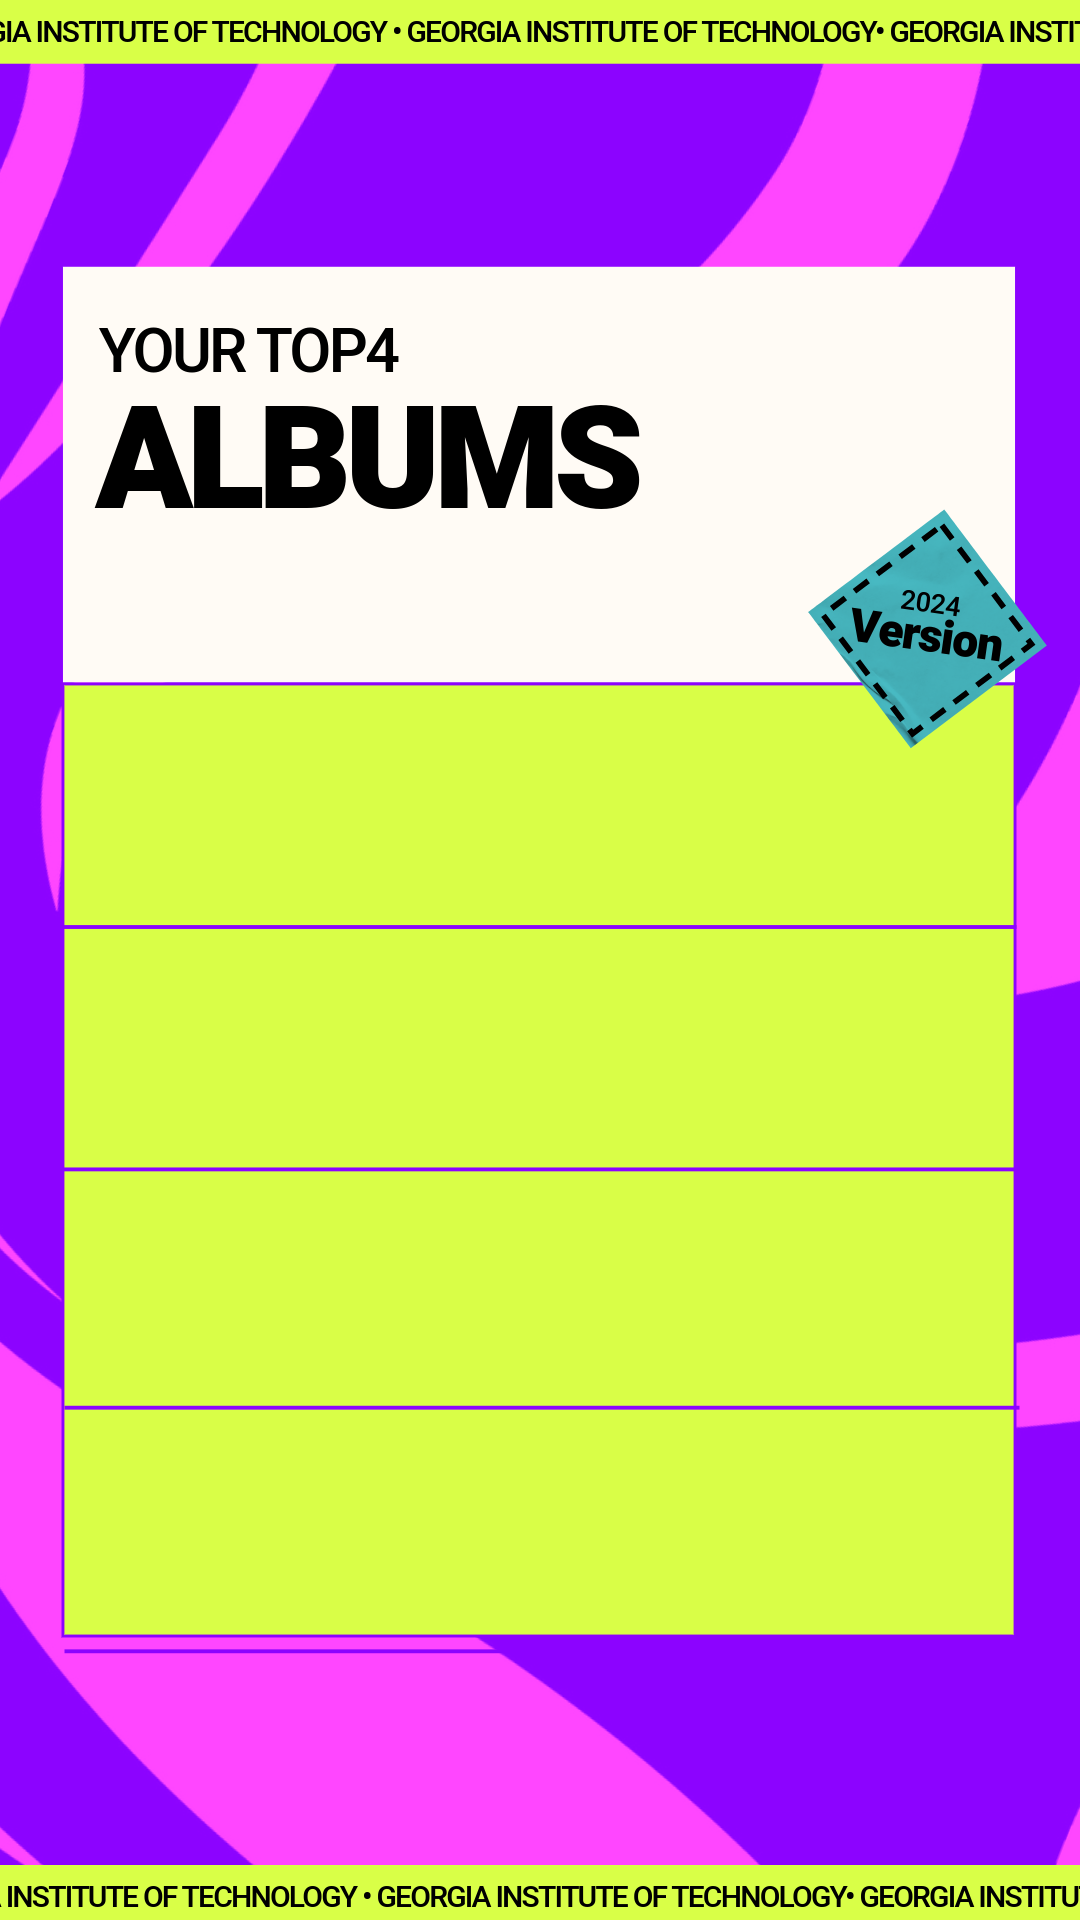 GIA INSTITUTE OF TECHNOLOGY • GEORGIA INSTITUTE OF TECHNOLOGY• GEORGIA INSTIT
YOUR TOP4
ALBUMS
2024
Version
INSTITUTE OF TECHNOLOGY • GEORGIA INSTITUTE OF TECHNOLOGY• GEORGIA INSTITU